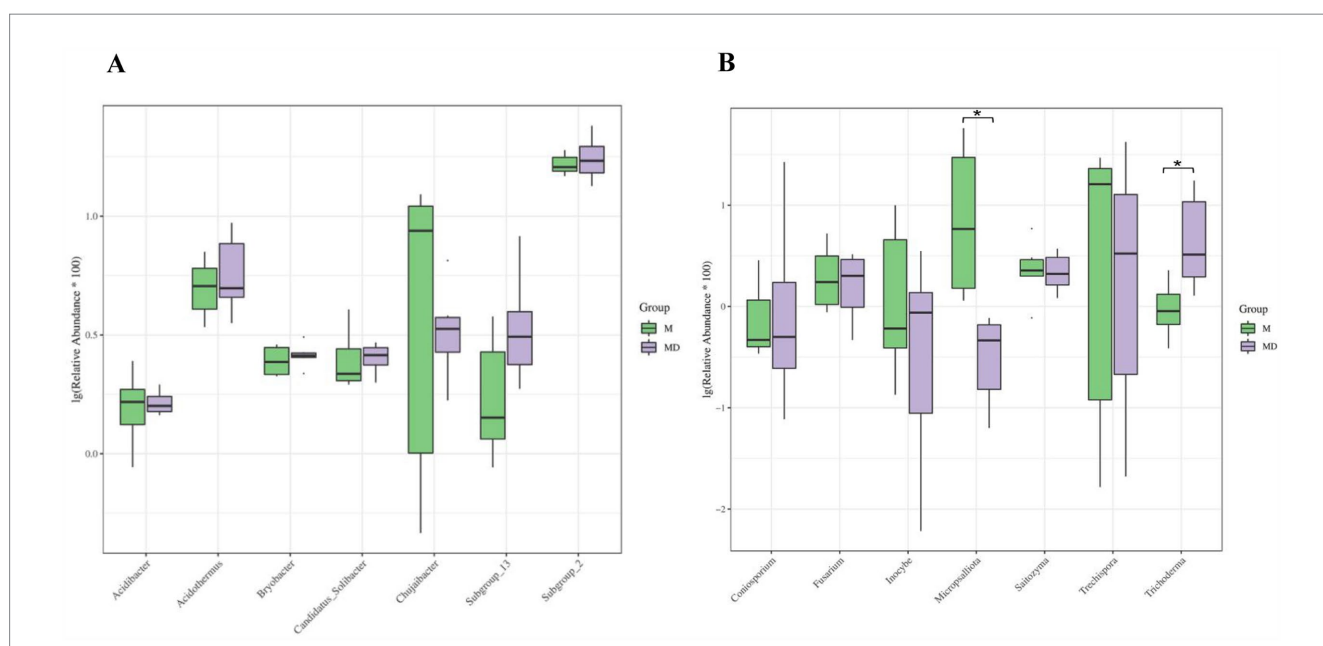 A
lg(Relative Abundance * 100)
1.0
0.5
0.0
Acidibacter
Acidothermus
Bryobacter
Candidatus_Solibacter
Chujaibacter
Subgroup_13
Subgroup_2
Group
M
MD
B
lg(Relative Abundance * 100)
1
0
−1
−2
*
*
Coniosporium
Fusarium
Inocybe
Micropsalliota
Saitozyma
Trechispora
Trichoderma
Group
M
MD